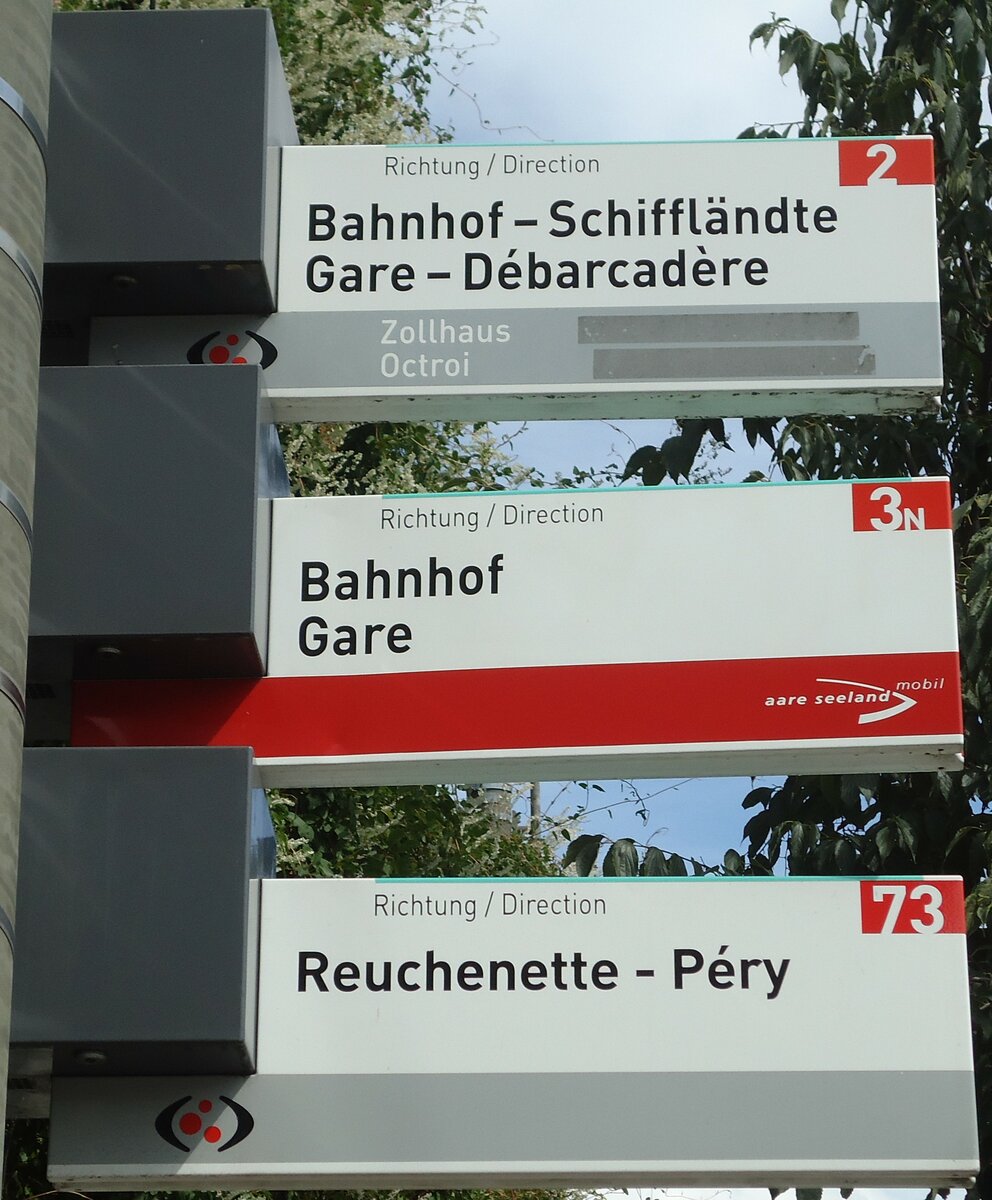 Richtung / Direction 2
Bahnhof – Schiffländte
Gare – Débarcadère
Zollhaus
Octroi
Richtung / Direction 3N
Bahnhof
Gare
aare seeland mobil
Richtung / Direction 73
Reuchenette - Péry